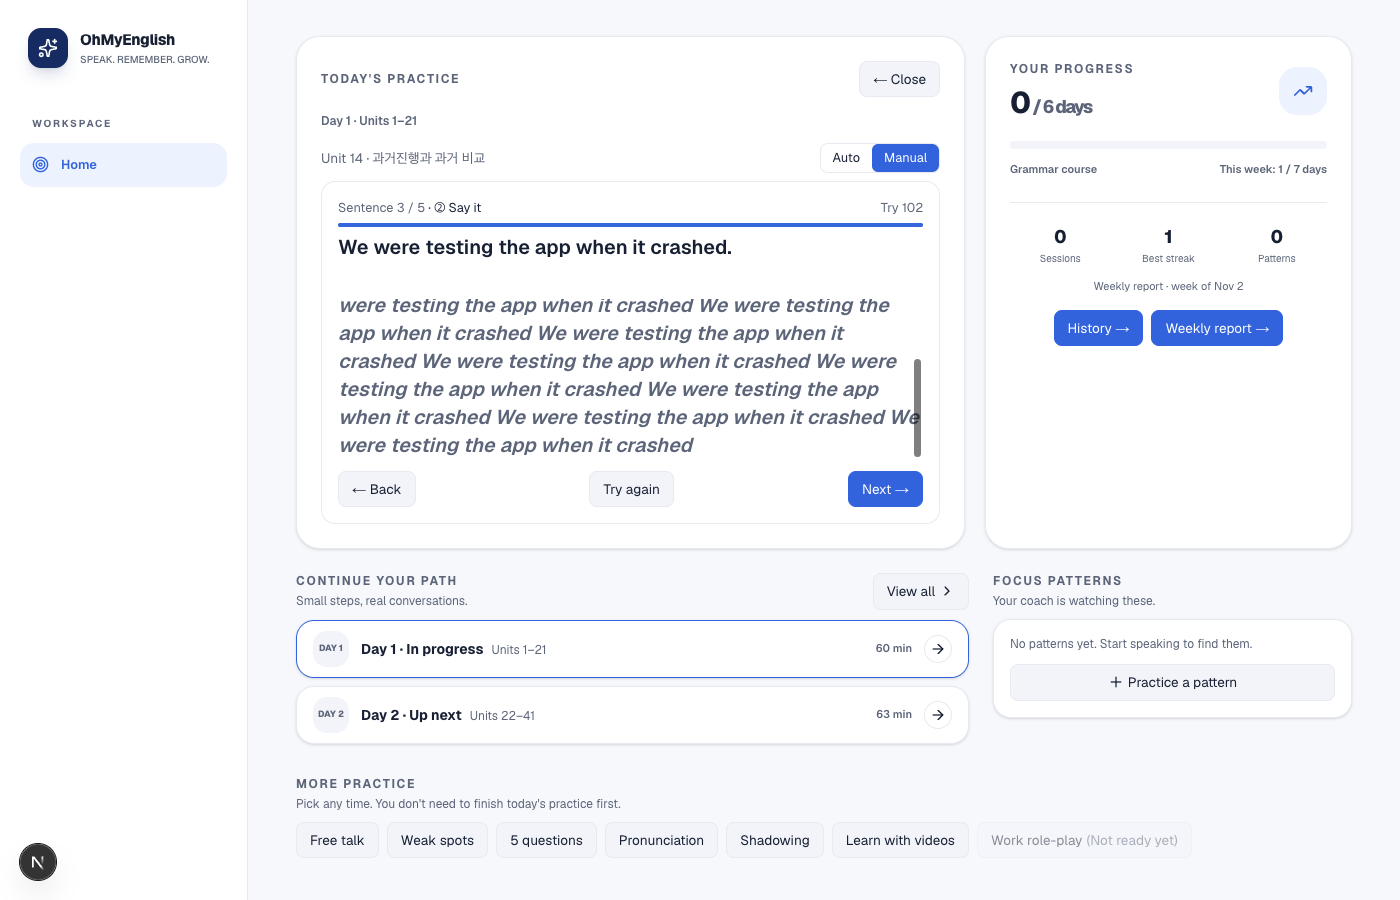 OhMyEnglish
SPEAK. REMEMBER. GROW.
WORKSPACE
Home
TODAY'S PRACTICE
← Close
Day 1 · Units 1–21
Unit 14 · 과거진행과 과거 비교
Auto
Manual
Sentence 3 / 5 · ② Say it
Try 102
We were testing the app when it crashed.
were testing the app when it crashed We were testing the
app when it crashed We were testing the app when it
crashed We were testing the app when it crashed We were
testing the app when it crashed We were testing the app
when it crashed We were testing the app when it crashed We
were testing the app when it crashed
← Back
Try again
Next →
YOUR PROGRESS
0 / 6 days
Grammar course
This week: 1 / 7 days
0
Sessions
1
Best streak
0
Patterns
Weekly report · week of Nov 2
History →
Weekly report →
CONTINUE YOUR PATH
Small steps, real conversations.
View all
DAY 1
Day 1 · In progress Units 1–21
60 min
DAY 2
Day 2 · Up next Units 22–41
63 min
FOCUS PATTERNS
Your coach is watching these.
No patterns yet. Start speaking to find them.
+ Practice a pattern
MORE PRACTICE
Pick any time. You don't need to finish today's practice first.
Free talk
Weak spots
5 questions
Pronunciation
Shadowing
Learn with videos
Work role-play (Not ready yet)
N